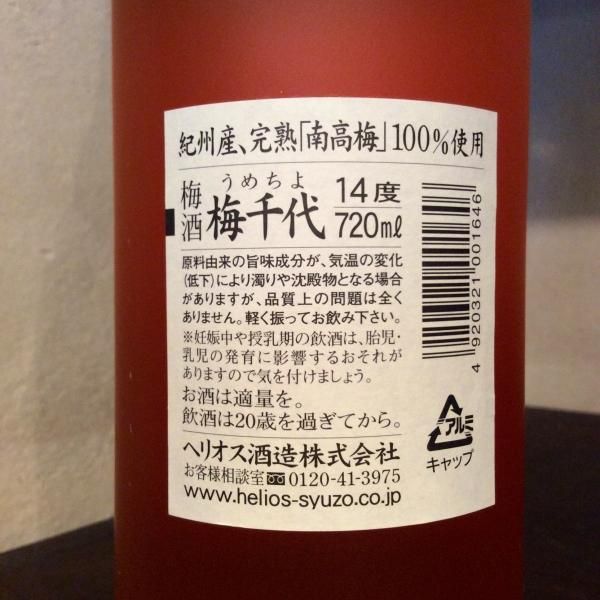 紀州産、完熟「南高梅」100%使用
うめちよ
梅酒
梅千代
14度
720ml
原料由来の旨味成分が、気温の変化
(低下)により濁りや沈殿物となる場合
がありますが、品質上の問題は全く
ありません。軽く振ってお飲み下さい。
※妊娠中や授乳期の飲酒は、胎児・
乳児の発育に影響するおそれが
ありますので気を付けましょう。
お酒は適量を。
飲酒は20歳を過ぎてから。
ヘリオス酒造株式会社
お客様相談室 0120-41-3975
www.helios-syuzo.co.jp
4 920321 001646
アルミ
キャップ